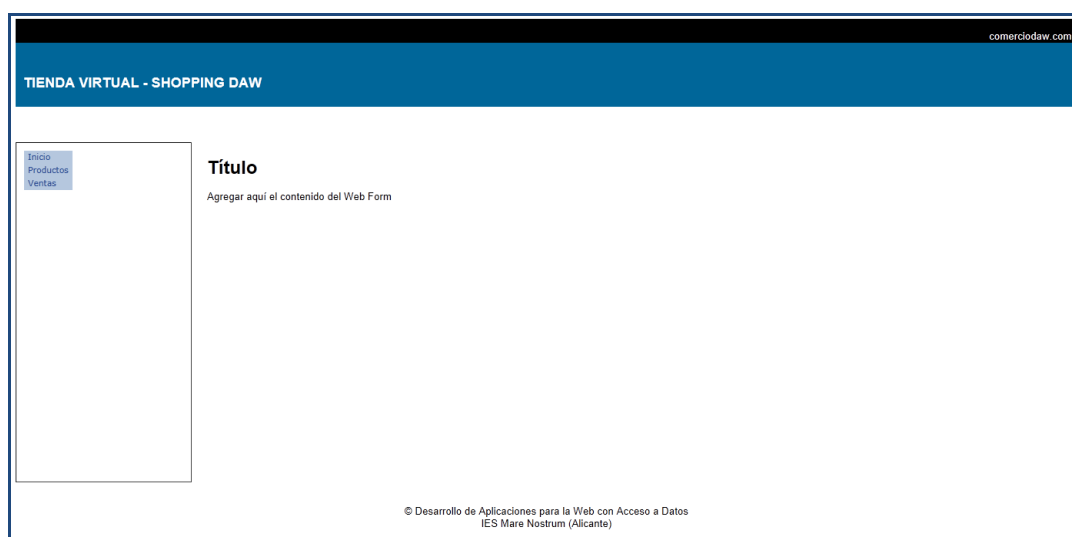 comerciodaw.com
TIENDA VIRTUAL - SHOPPING DAW
Inicio
Productos
Ventas
Título
Agregar aquí el contenido del Web Form
© Desarrollo de Aplicaciones para la Web con Acceso a Datos
IES Mare Nostrum (Alicante)